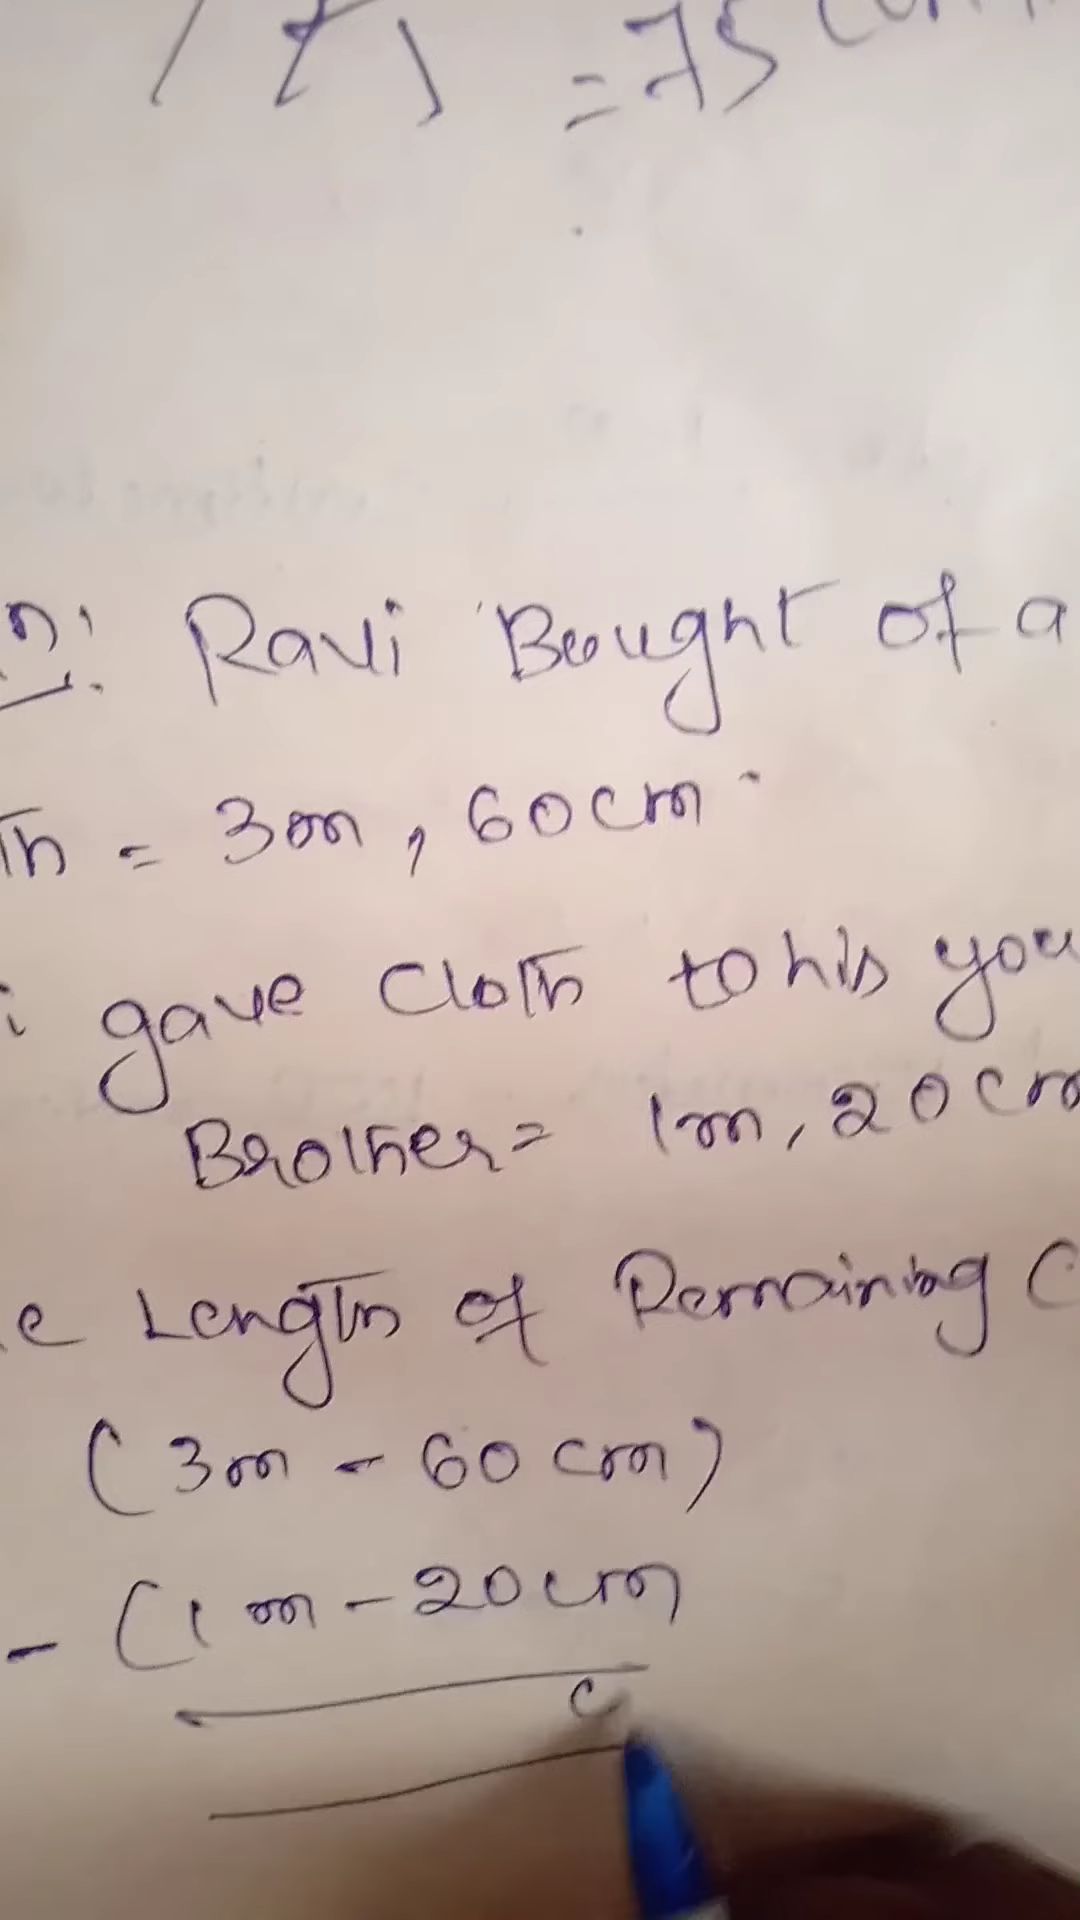 = 75
n: Ravi Bought of a
th = 3m, 60cm
i gave Cloth to his you
Brother = 1m, 20cm
e Length of Remaining C
(3m - 60cm)
- (1m - 20cm
c